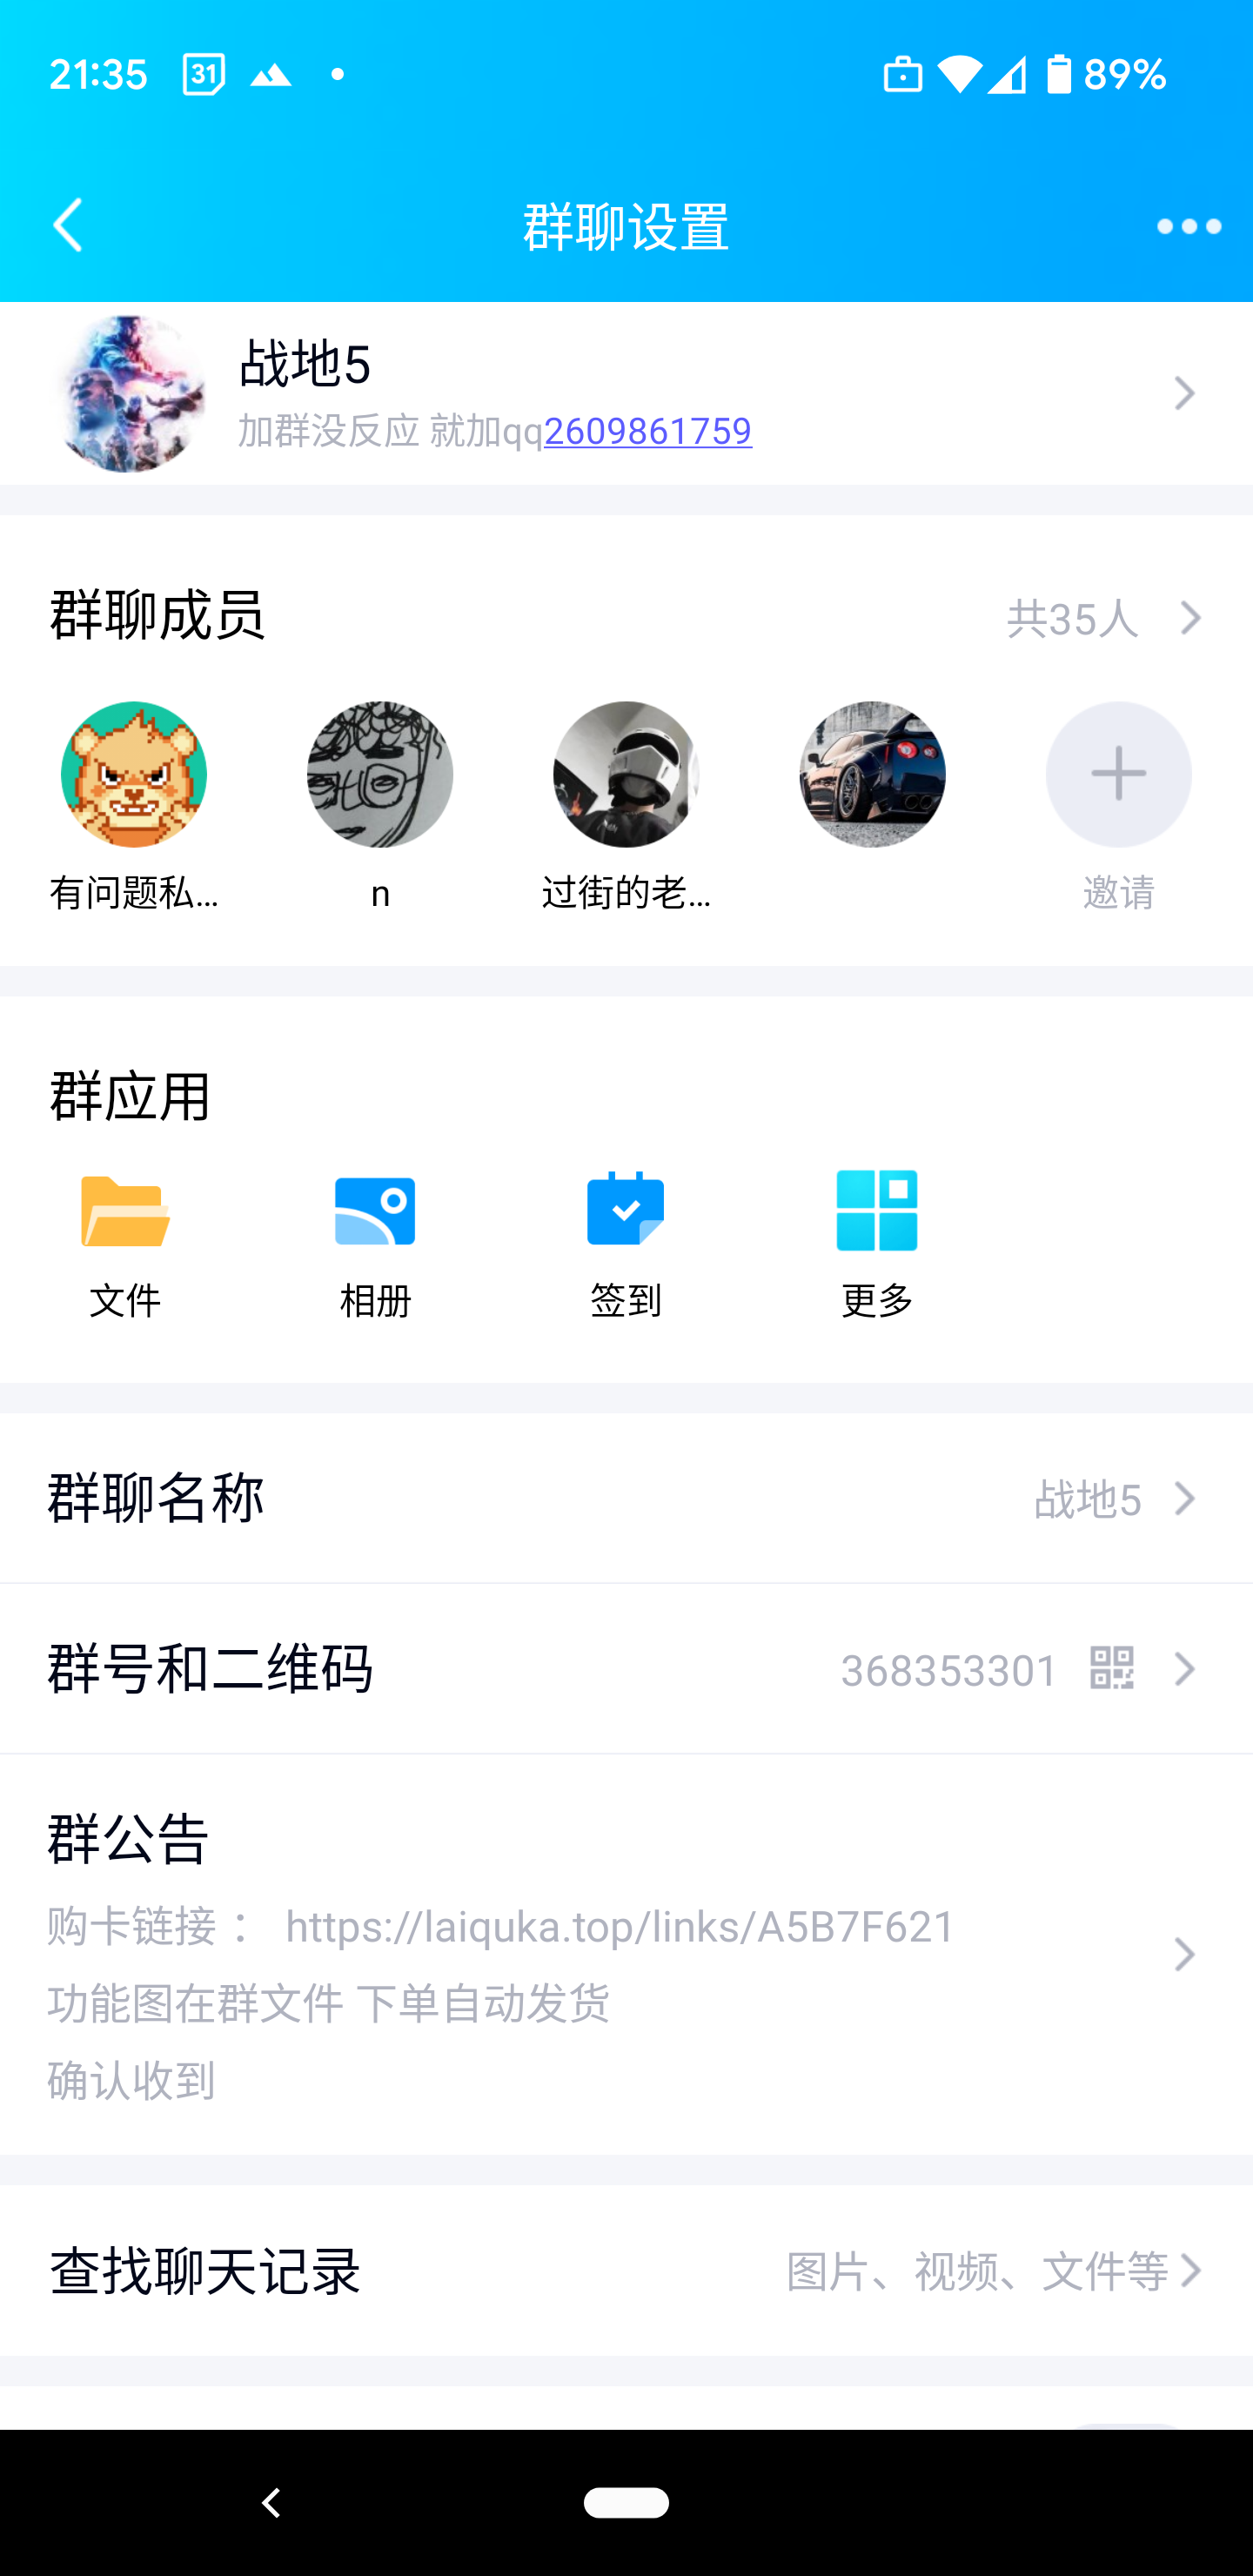 21:35
31
89%
群聊设置
战地5
加群没反应 就加qq2609861759
群聊成员
共35人
有问题私...
n
过街的老...
邀请
群应用
文件
相册
签到
更多
群聊名称
战地5
群号和二维码
368353301
群公告
购卡链接： https://laiquka.top/links/A5B7F621
功能图在群文件 下单自动发货
确认收到
查找聊天记录
图片、视频、文件等